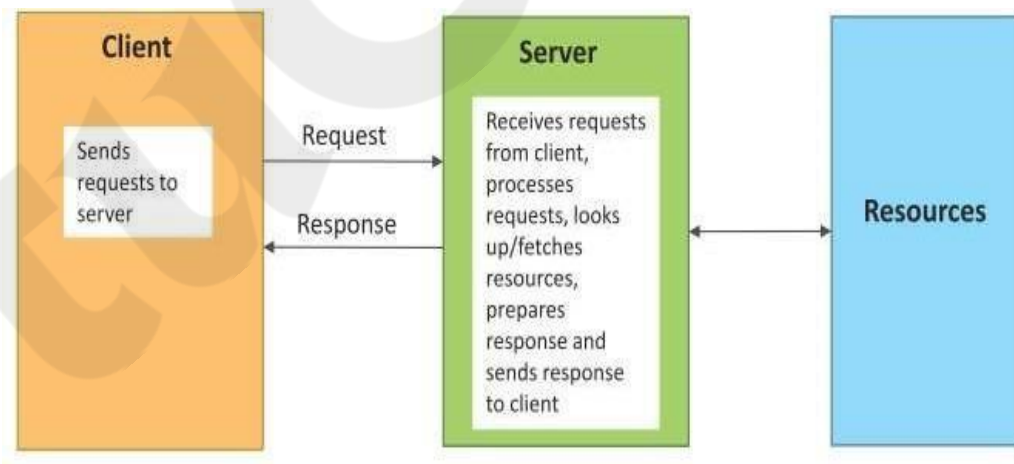 Client
Sends
requests to
server
Request
Response
Server
Receives requests
from client,
processes
requests, looks
up/fetches
resources,
prepares
response and
sends response
to client
Resources